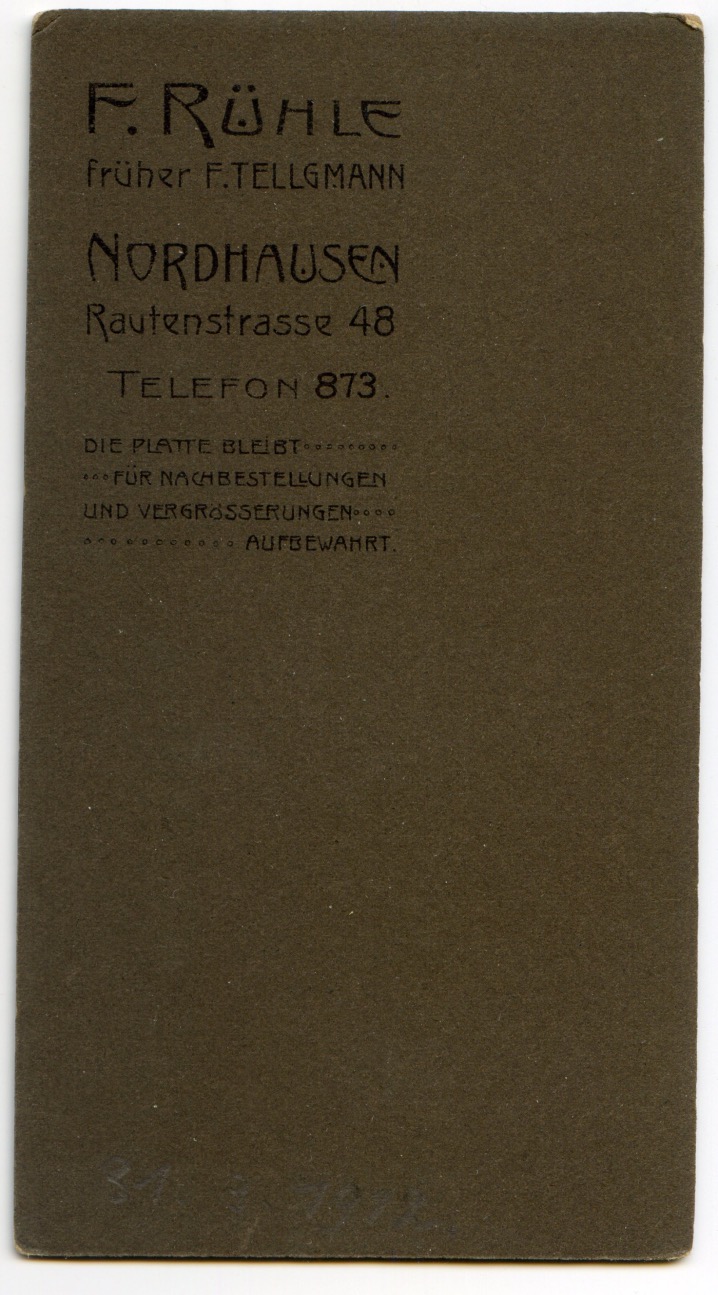 F. RÜHLE
früher F. TELLGMANN
NORDHAUSEN
Rautenstrasse 48
TELEFON 873.
DIE PLATTE BLEIBT
FÜR NACHBESTELLUNGEN
UND VERGRÖSSERUNGEN
AUFBEWAHRT.